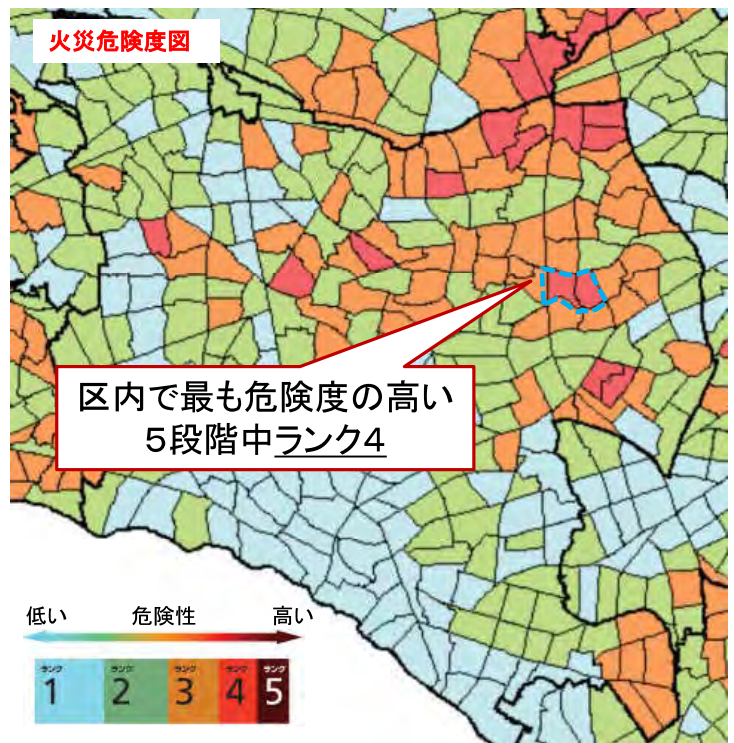 火災危険度図
区内で最も危険度の高い
５段階中ランク４
低い 危険性 高い
ランク ランク ランク ランク ランク
1 2 3 4 5